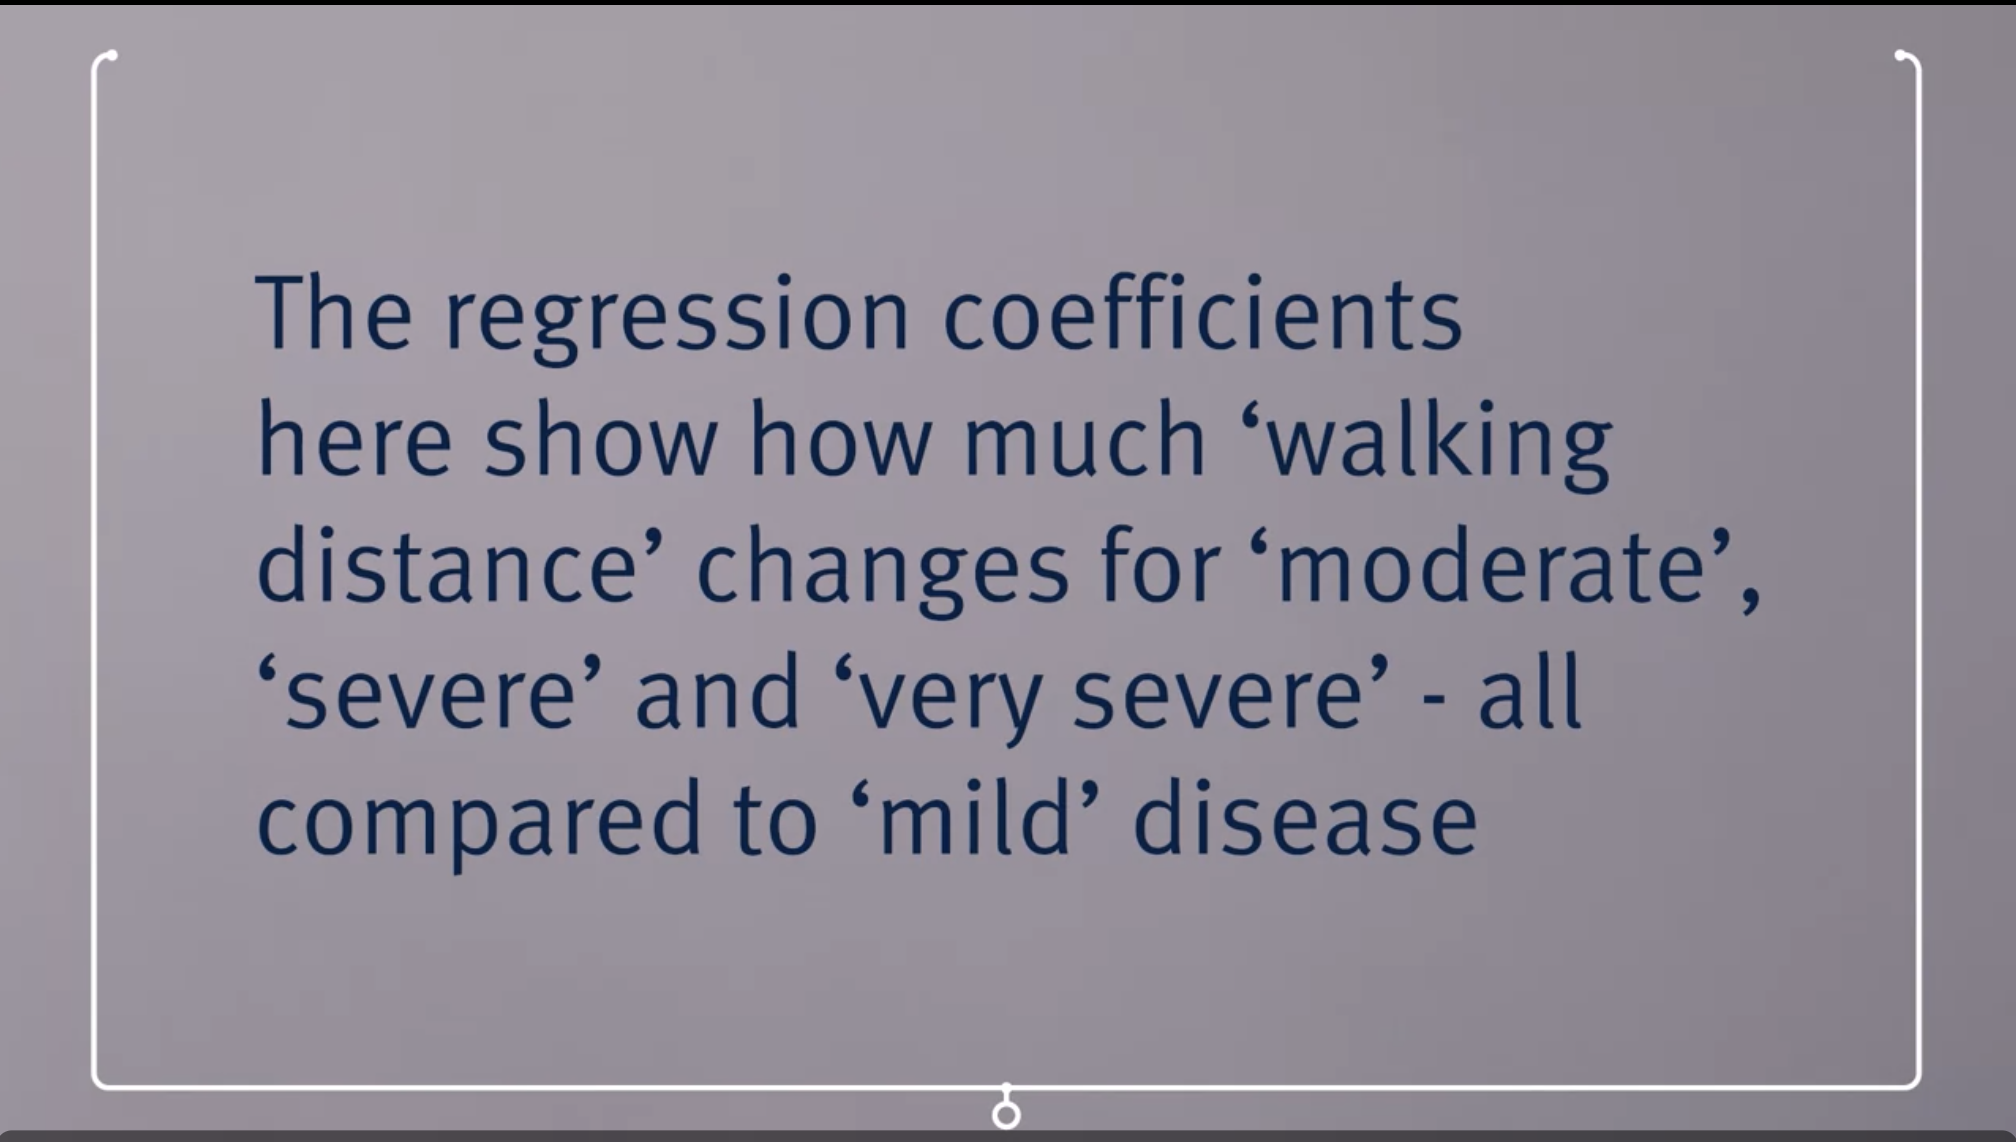 The regression coefficients
here show how much ‘walking
distance’ changes for ‘moderate’,
‘severe’ and ‘very severe’ - all
compared to ‘mild’ disease